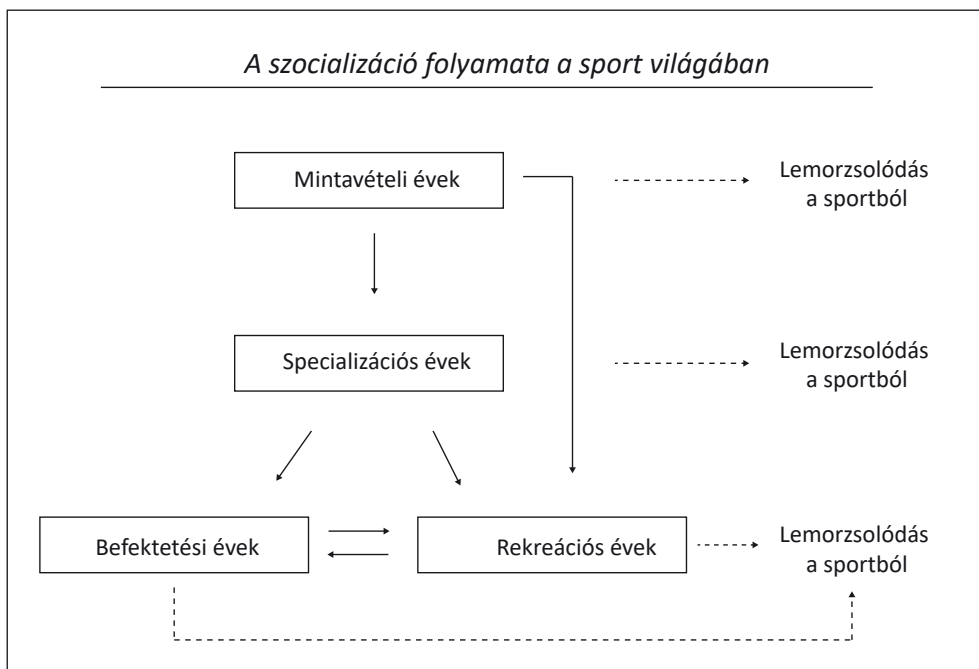 A szocializáció folyamata a sport világában
Mintavételi évek
Lemorzsolódás
a sportból
Specializációs évek
Lemorzsolódás
a sportból
Befektetési évek
Rekreációs évek
Lemorzsolódás
a sportból